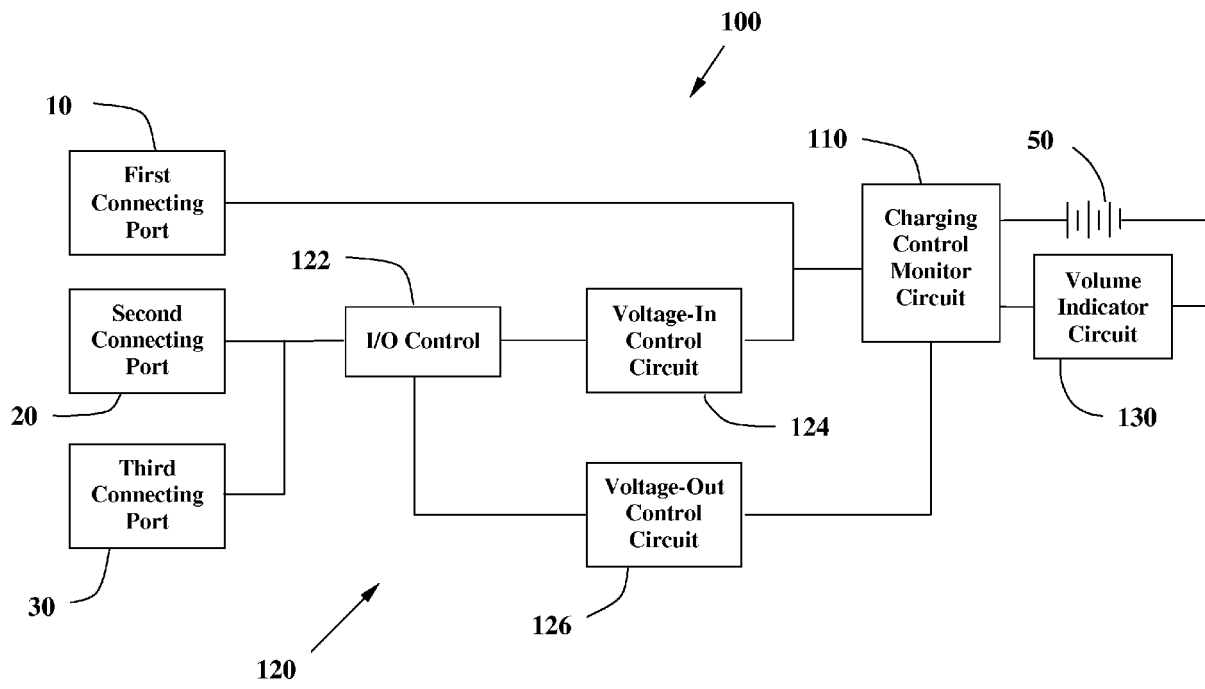 100
10
First
Connecting
Port
110
50
Charging
Control
Monitor
Circuit
122
Second
Connecting
Port
I/O Control
Voltage-In
Control
Circuit
Volume
Indicator
Circuit
20
124
130
Third
Connecting
Port
Voltage-Out
Control
Circuit
30
126
120